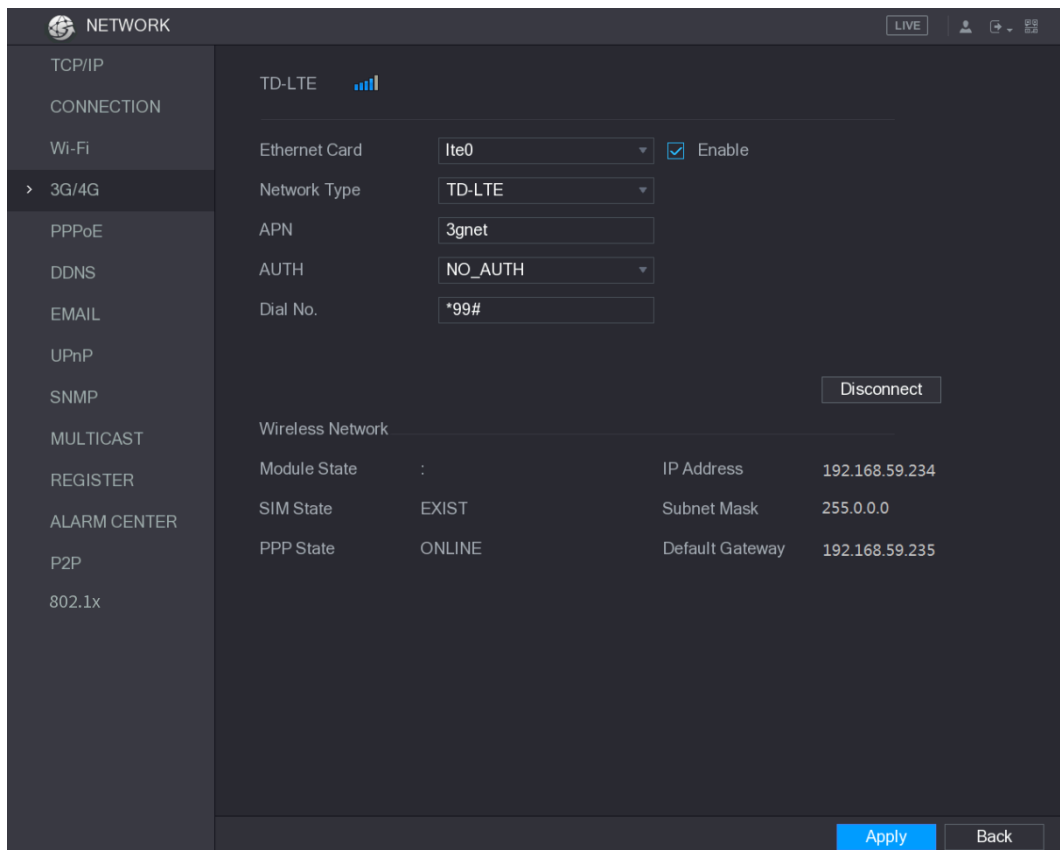 NETWORK
LIVE
TCP/IP
CONNECTION
Wi-Fi
3G/4G
PPPoE
DDNS
EMAIL
UPnP
SNMP
MULTICAST
REGISTER
ALARM CENTER
P2P
802.1x
TD-LTE
Ethernet Card lte0 Enable
Network Type TD-LTE
APN 3gnet
AUTH NO_AUTH
Dial No. *99#
Disconnect
Wireless Network
Module State : IP Address 192.168.59.234
SIM State EXIST Subnet Mask 255.0.0.0
PPP State ONLINE Default Gateway 192.168.59.235
Apply Back